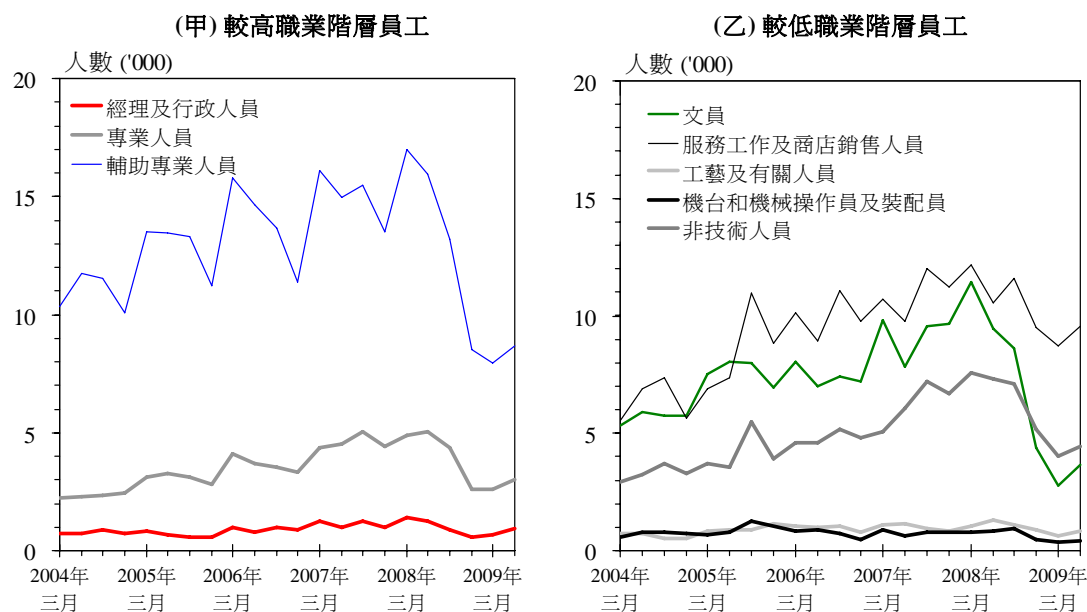 (甲) 較高職業階層員工
人數 ('000)
20
15
10
5
0
經理及行政人員
專業人員
輔助專業人員
2004年 2005年 2006年 2007年 2008年 2009年
三月 三月 三月 三月 三月 三月
(乙) 較低職業階層員工
人數 ('000)
20
15
10
5
0
文員
服務工作及商店銷售人員
工藝及有關人員
機台和機械操作員及裝配員
非技術人員
2004年 2005年 2006年 2007年 2008年 2009年
三月 三月 三月 三月 三月 三月